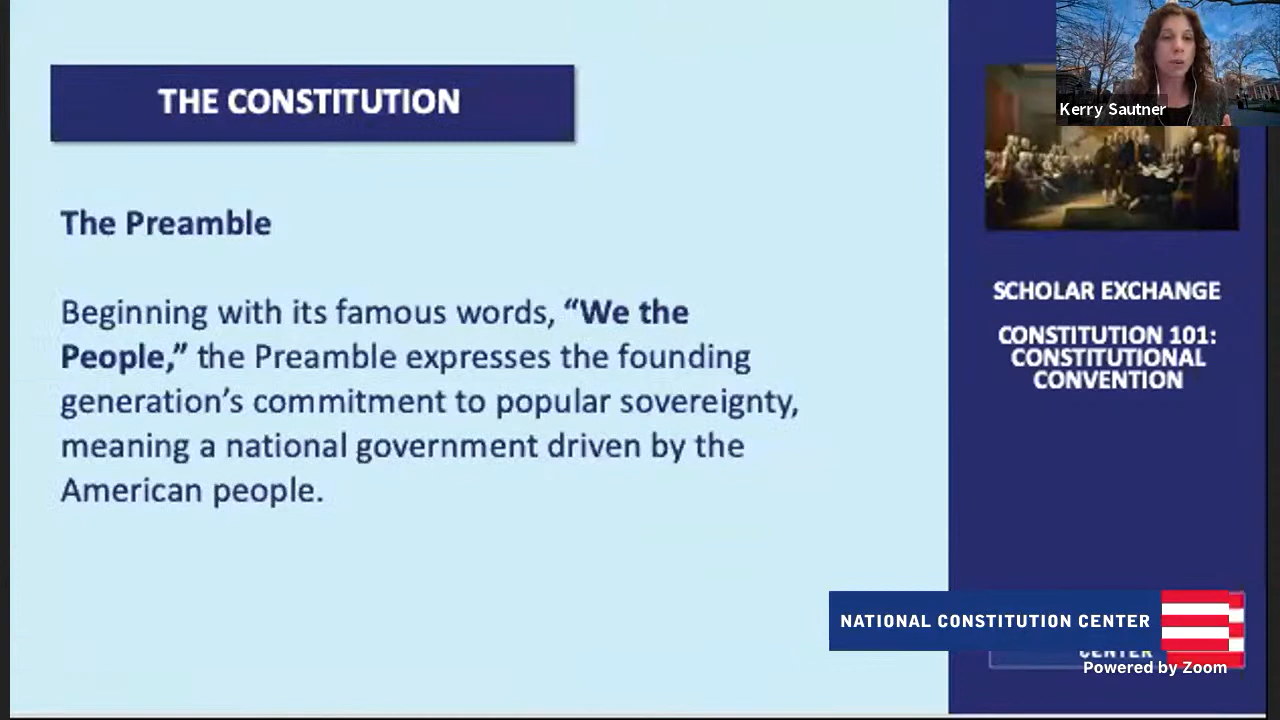 THE CONSTITUTION
The Preamble
Beginning with its famous words, “We the
People,” the Preamble expresses the founding
generation’s commitment to popular sovereignty,
meaning a national government driven by the
American people.
Kerry Sautner
SCHOLAR EXCHANGE
CONSTITUTION 101:
CONSTITUTIONAL
CONVENTION
NATIONAL CONSTITUTION CENTER
CENTER
Powered by Zoom